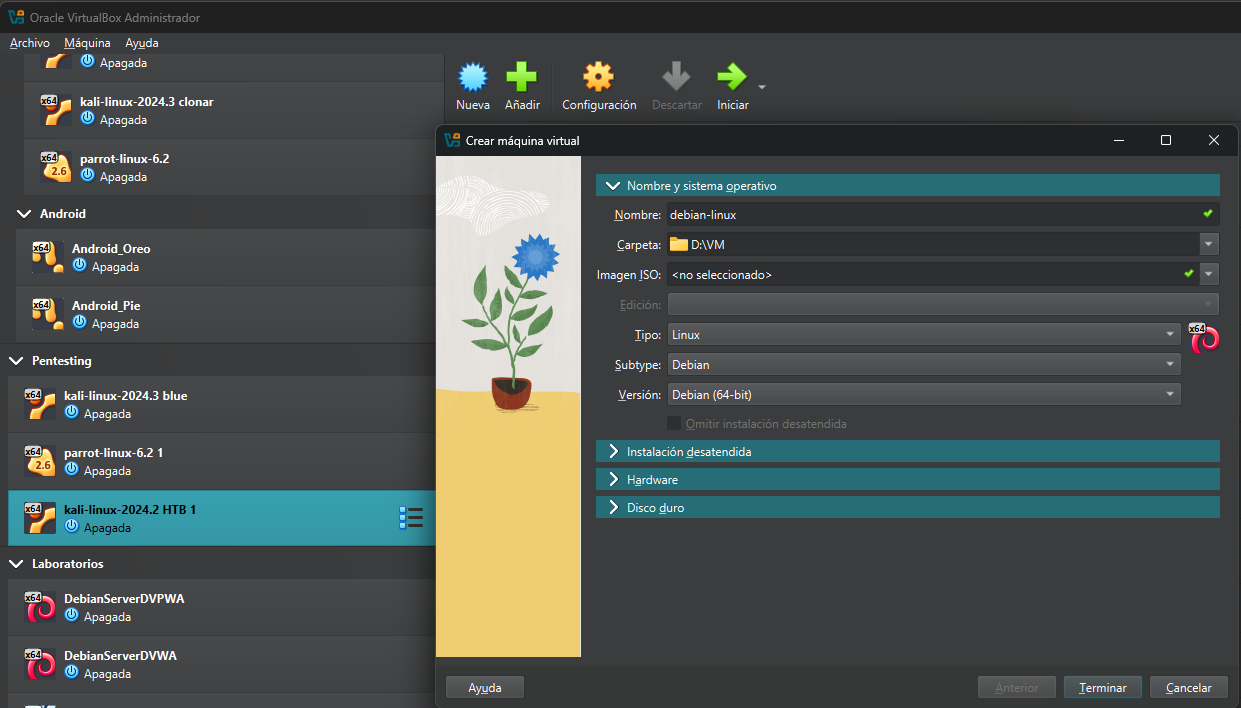 Oracle VirtualBox Administrador
Archivo Máquina Ayuda
Apagada
x64 kali-linux-2024.3 clonar
Apagada
x64 2.6 parrot-linux-6.2
Apagada
Android
x64 Android_Oreo
Apagada
x64 Android_Pie
Apagada
Pentesting
x64 kali-linux-2024.3 blue
Apagada
x64 2.6 parrot-linux-6.2 1
Apagada
x64 kali-linux-2024.2 HTB 1
Apagada
Laboratorios
x64 DebianServerDVPWA
Apagada
x64 DebianServerDVWA
Apagada
Nueva Añadir Configuración Descartar Iniciar
Crear máquina virtual
Nombre y sistema operativo
Nombre: debian-linux
Carpeta: D:\VM
Imagen ISO: <no seleccionado>
Edición:
Tipo: Linux x64
Subtype: Debian
Versión: Debian (64-bit)
Omitir instalación desatendida
Instalación desatendida
Hardware
Disco duro
Ayuda Anterior Terminar Cancelar